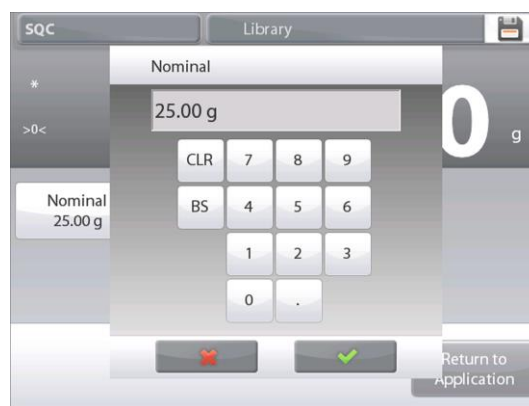 SQC
Library
Nominal
25.00 g
*
>0<
0 g
Nominal
25.00 g
CLR 7 8 9
BS 4 5 6
1 2 3
0 .
Return to
Application